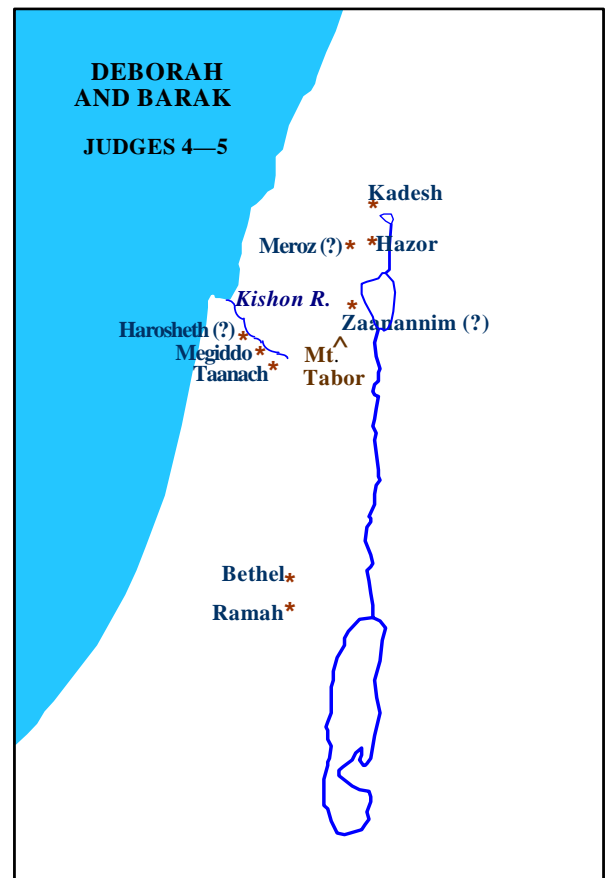 DEBORAH
AND BARAK
JUDGES 4—5
Kadesh
*
Meroz (?) * * Hazor
Kishon R.
*
Zaanannim (?)
Harosheth (?) *
^
Megiddo *
Mt.
Taanach *
Tabor
Bethel *
Ramah *